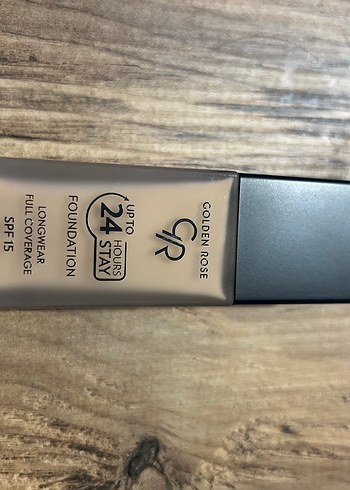 GR
GOLDEN ROSE
UP TO
24 HOURS
STAY
FOUNDATION
LONGWEAR
FULL COVERAGE
SPF 15